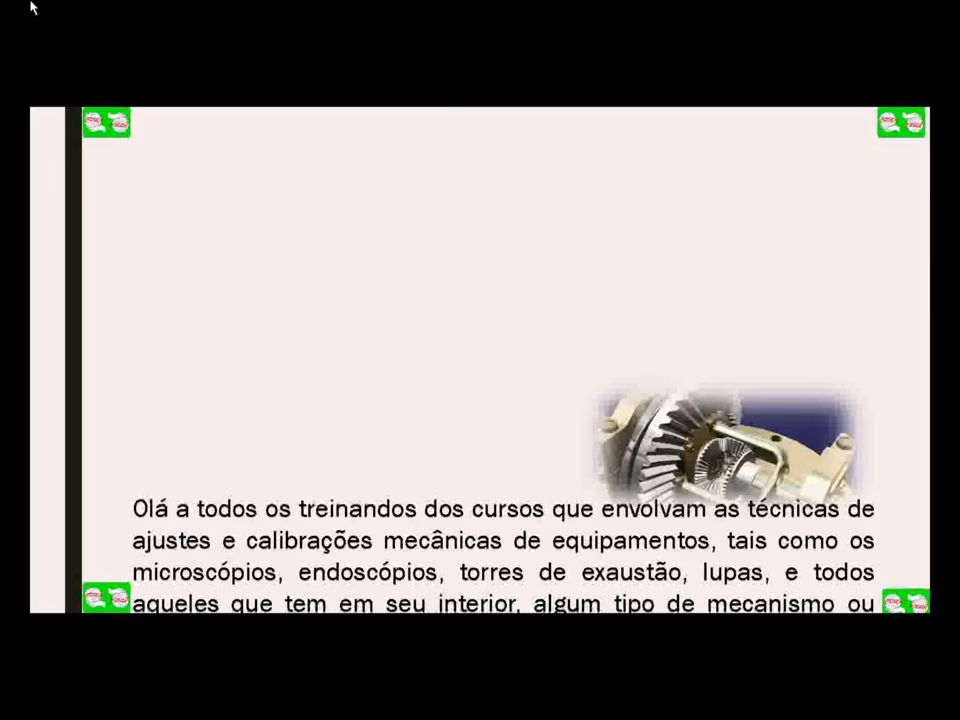 Olá a todos os treinandos dos cursos que envolvam as técnicas de
ajustes e calibrações mecânicas de equipamentos, tais como os
microscópios, endoscópios, torres de exaustão, lupas, e todos
aqueles que tem em seu interior, algum tipo de mecanismo ou